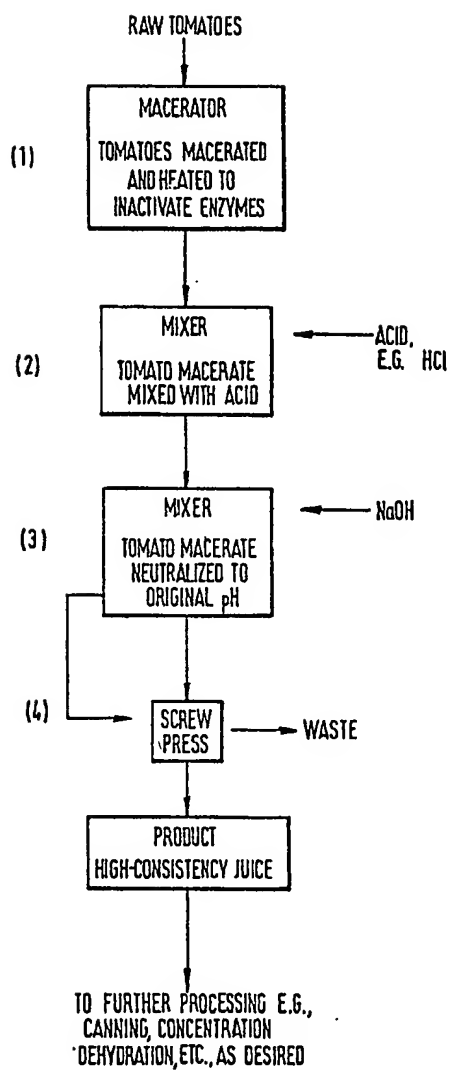 RAW TOMATOES
(1)
MACERATOR
TOMATOES MACERATED
AND HEATED TO
INACTIVATE ENZYMES
(2)
MIXER
TOMATO MACERATE
MIXED WITH ACID
ACID,
E.G. HCl
(3)
MIXER
TOMATO MACERATE
NEUTRALIZED TO
ORIGINAL pH
NaOH
(4)
SCREW
PRESS
WASTE
PRODUCT
HIGH-CONSISTENCY JUICE
TO FURTHER PROCESSING E.G.,
CANNING, CONCENTRATION
DEHYDRATION, ETC., AS DESIRED